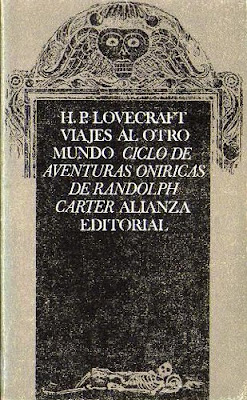 H. P. LOVECRAFT
VIAJES AL OTRO
MUNDO CICLO DE
AVENTURAS ONIRICAS
DE RANDOLPH
CARTER ALIANZA
EDITORIAL